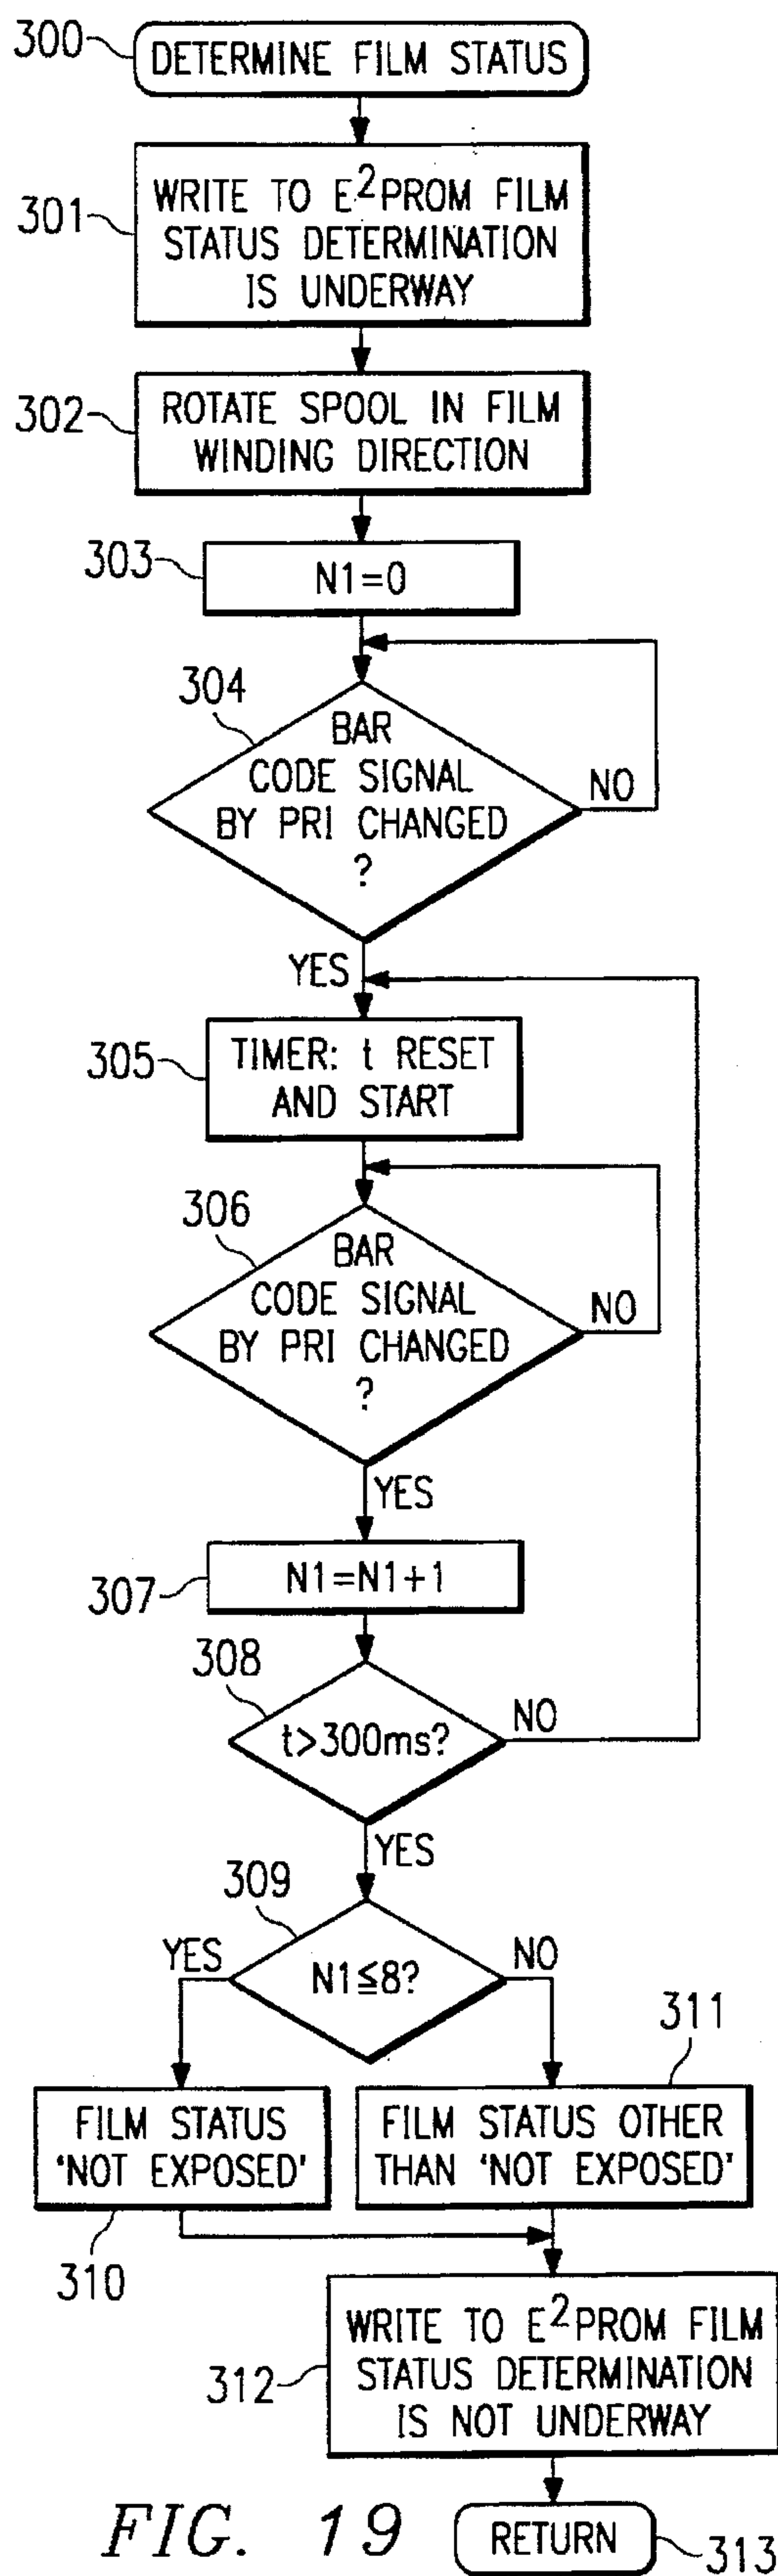 300
DETERMINE FILM STATUS
301
WRITE TO E²PROM FILM
STATUS DETERMINATION
IS UNDERWAY
302
ROTATE SPOOL IN FILM
WINDING DIRECTION
303
N1=0
304
BAR
CODE SIGNAL
BY PRI CHANGED
?
NO
YES
305
TIMER: t RESET
AND START
306
BAR
CODE SIGNAL
BY PRI CHANGED
?
NO
YES
307
N1=N1+1
308
t>300ms?
NO
YES
309
N1≦8?
YES
NO
311
FILM STATUS
'NOT EXPOSED'
310
FILM STATUS OTHER
THAN 'NOT EXPOSED'
312
WRITE TO E²PROM FILM
STATUS DETERMINATION
IS NOT UNDERWAY
FIG. 19
RETURN
313